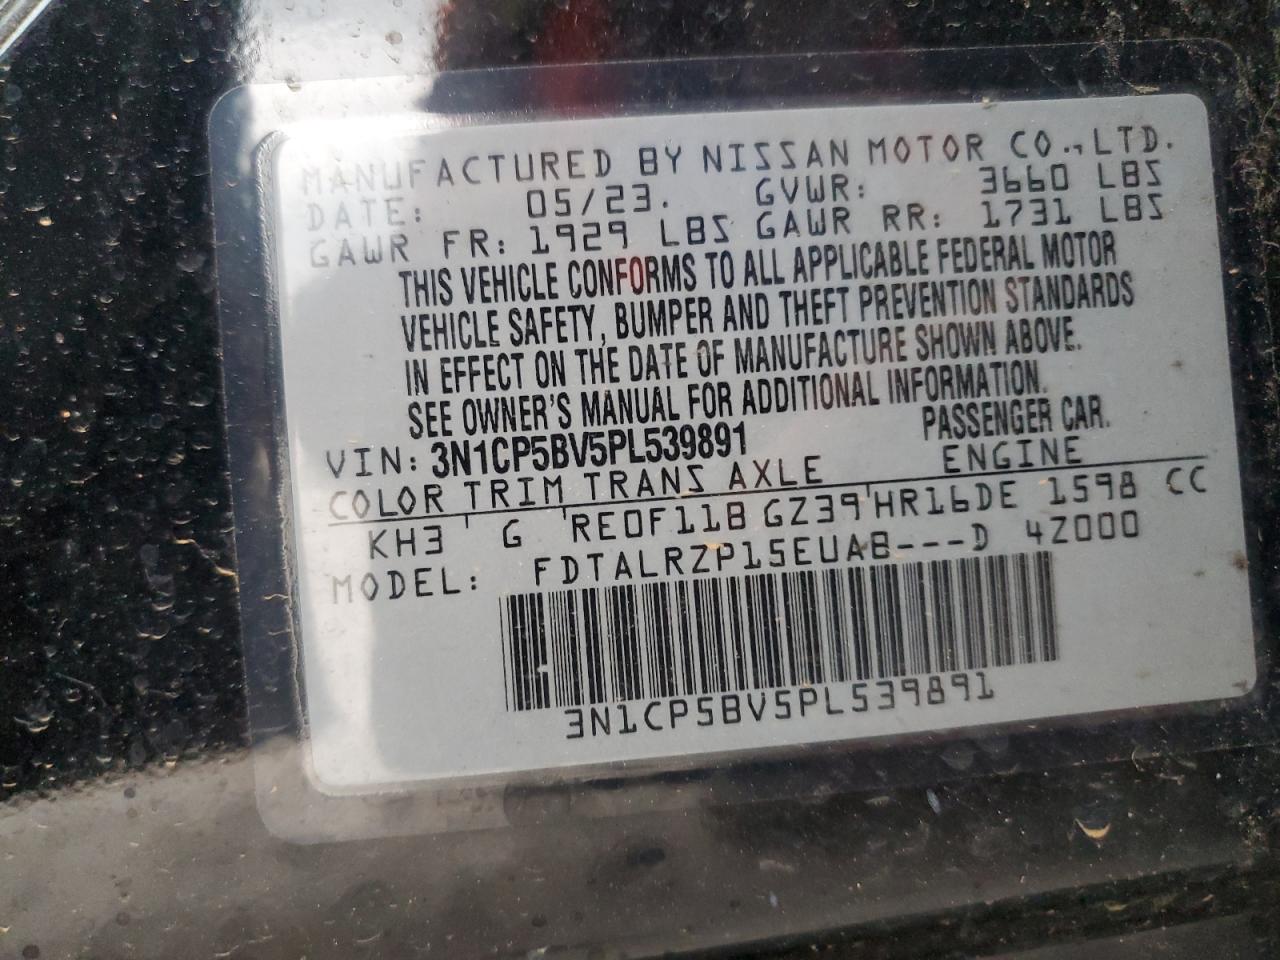 MANUFACTURED BY NISSAN MOTOR CO.,LTD.
DATE: 05/23. GVWR: 3660 LBS
GAWR FR: 1929 LBS GAWR RR: 1731 LBS
THIS VEHICLE CONFORMS TO ALL APPLICABLE FEDERAL MOTOR
VEHICLE SAFETY, BUMPER AND THEFT PREVENTION STANDARDS
IN EFFECT ON THE DATE OF MANUFACTURE SHOWN ABOVE.
SEE OWNER'S MANUAL FOR ADDITIONAL INFORMATION.
VIN: 3N1CP5BV5PL539891 PASSENGER CAR.
COLOR TRIM TRANS AXLE ENGINE
KH3 G RE0F11B GZ39 HR16DE 1598 CC
MODEL: FDTALRZP15EUAB---D 4Z000
3N1CP5BV5PL539891